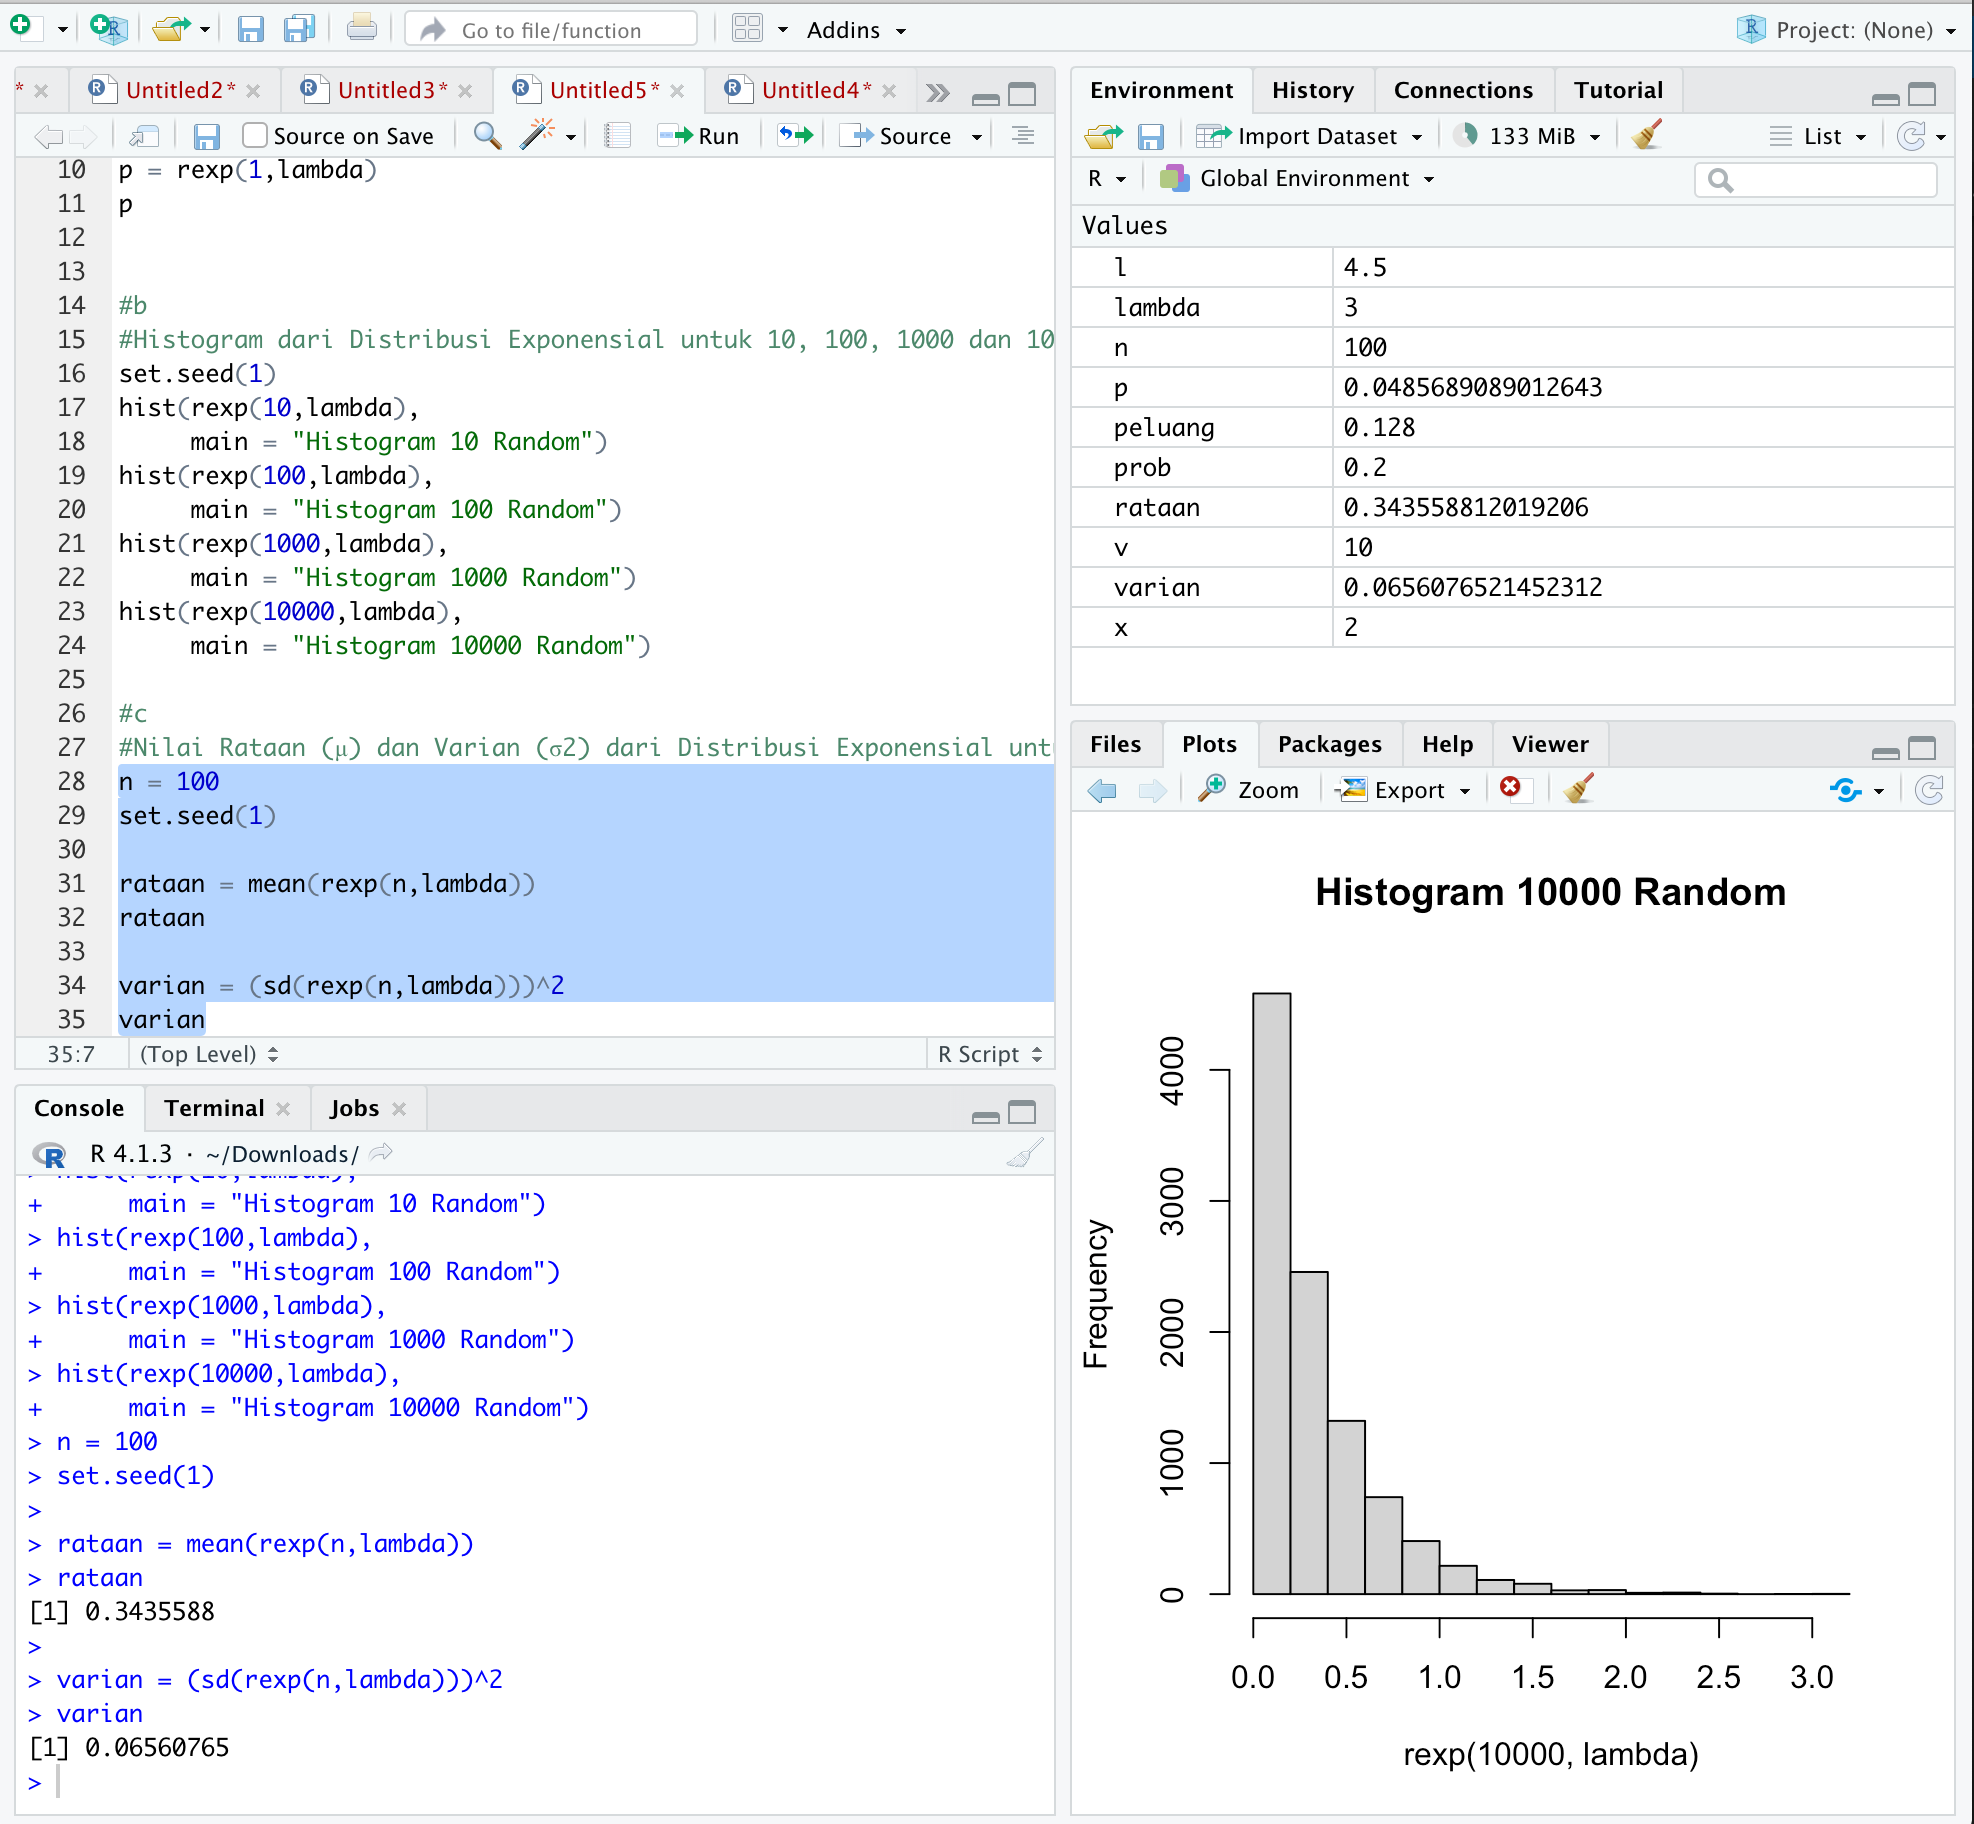 Go to file/function
Addins
Project: (None)
*
Untitled2*
Untitled3*
Untitled5*
Untitled4*
Source on Save
Run
Source
10 p = rexp(1,lambda)
11 p
12
13
14 #b
15 #Histogram dari Distribusi Exponensial untuk 10, 100, 1000 dan 10
16 set.seed(1)
17 hist(rexp(10,lambda),
18      main = "Histogram 10 Random")
19 hist(rexp(100,lambda),
20      main = "Histogram 100 Random")
21 hist(rexp(1000,lambda),
22      main = "Histogram 1000 Random")
23 hist(rexp(10000,lambda),
24      main = "Histogram 10000 Random")
25
26 #c
27 #Nilai Rataan (μ) dan Varian (σ2) dari Distribusi Exponensial unt
28 n = 100
29 set.seed(1)
30
31 rataan = mean(rexp(n,lambda))
32 rataan
33
34 varian = (sd(rexp(n,lambda)))^2
35 varian
35:7 (Top Level) R Script
Console Terminal Jobs
R 4.1.3 · ~/Downloads/
> hist(rexp(10,lambda),
+      main = "Histogram 10 Random")
> hist(rexp(100,lambda),
+      main = "Histogram 100 Random")
> hist(rexp(1000,lambda),
+      main = "Histogram 1000 Random")
> hist(rexp(10000,lambda),
+      main = "Histogram 10000 Random")
> n = 100
> set.seed(1)
>
> rataan = mean(rexp(n,lambda))
> rataan
[1] 0.3435588
>
> varian = (sd(rexp(n,lambda)))^2
> varian
[1] 0.06560765
>
Environment History Connections Tutorial
Import Dataset 133 MiB List
R Global Environment
Values
l 4.5
lambda 3
n 100
p 0.0485689089012643
peluang 0.128
prob 0.2
rataan 0.343558812019206
v 10
varian 0.0656076521452312
x 2
Files Plots Packages Help Viewer
Zoom Export
Histogram 10000 Random
Frequency
4000
3000
2000
1000
0
0.0 0.5 1.0 1.5 2.0 2.5 3.0
rexp(10000, lambda)